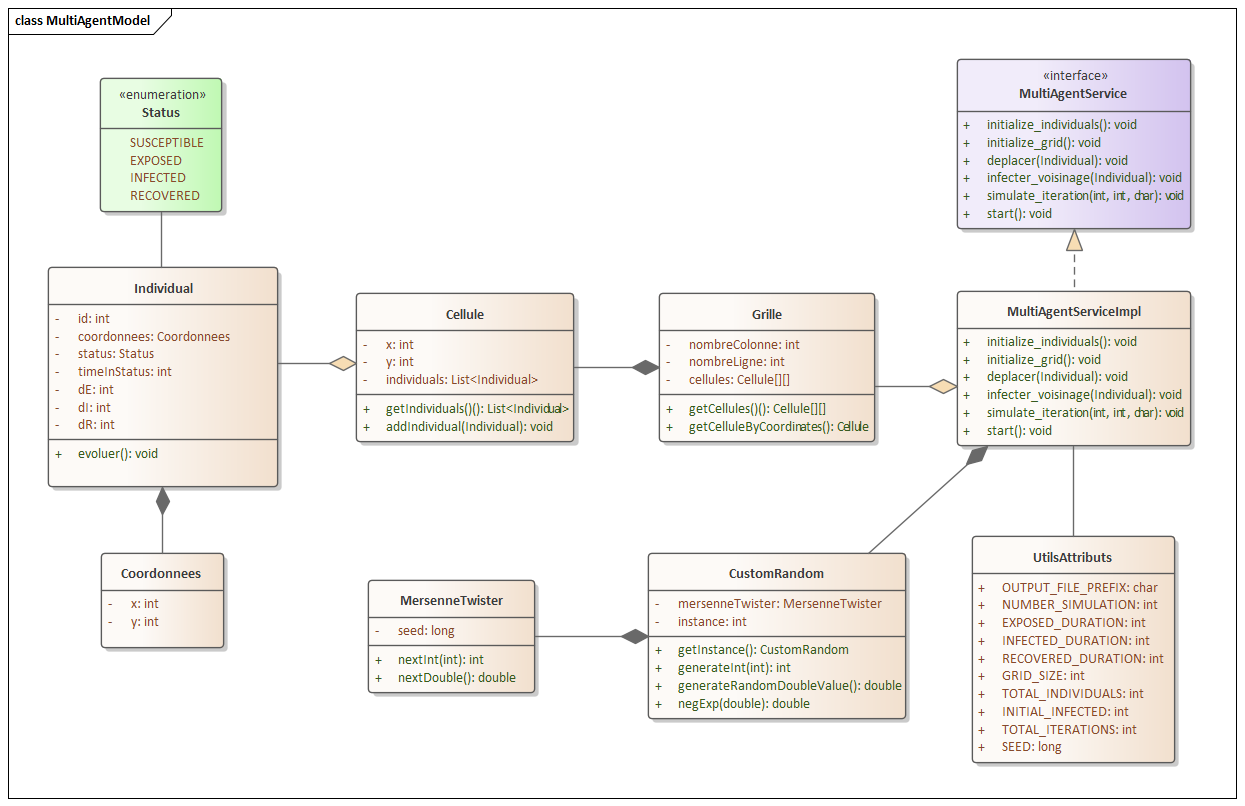 class MultiAgentModel
«enumeration»
Status
SUSCEPTIBLE
EXPOSED
INFECTED
RECOVERED
«interface»
MultiAgentService
+ initialize_individuals(): void
+ initialize_grid(): void
+ deplacer(Individual): void
+ infecter_voisinage(Individual): void
+ simulate_iteration(int, int, char): void
+ start(): void
Individual
- id: int
- coordonnees: Coordonnees
- status: Status
- timeInStatus: int
- dE: int
- dI: int
- dR: int
+ evoluer(): void
Cellule
- x: int
- y: int
- individuals: List<Individual>
+ getIndividuals()(): List<Individual>
+ addIndividual(Individual): void
Grille
- nombreColonne: int
- nombreLigne: int
- cellules: Cellule[][]
+ getCellules()(): Cellule[][]
+ getCelluleByCoordinates(): Cellule
MultiAgentServiceImpl
+ initialize_individuals(): void
+ initialize_grid(): void
+ deplacer(Individual): void
+ infecter_voisinage(Individual): void
+ simulate_iteration(int, int, char): void
+ start(): void
Coordonnees
- x: int
- y: int
MersenneTwister
- seed: long
+ nextInt(int): int
+ nextDouble(): double
CustomRandom
- mersenneTwister: MersenneTwister
- instance: int
+ getInstance(): CustomRandom
+ generateInt(int): int
+ generateRandomDoubleValue(): double
+ negExp(double): double
UtilsAttributs
+ OUTPUT_FILE_PREFIX: char
+ NUMBER_SIMULATION: int
+ EXPOSED_DURATION: int
+ INFECTED_DURATION: int
+ RECOVERED_DURATION: int
+ GRID_SIZE: int
+ TOTAL_INDIVIDUALS: int
+ INITIAL_INFECTED: int
+ TOTAL_ITERATIONS: int
+ SEED: long